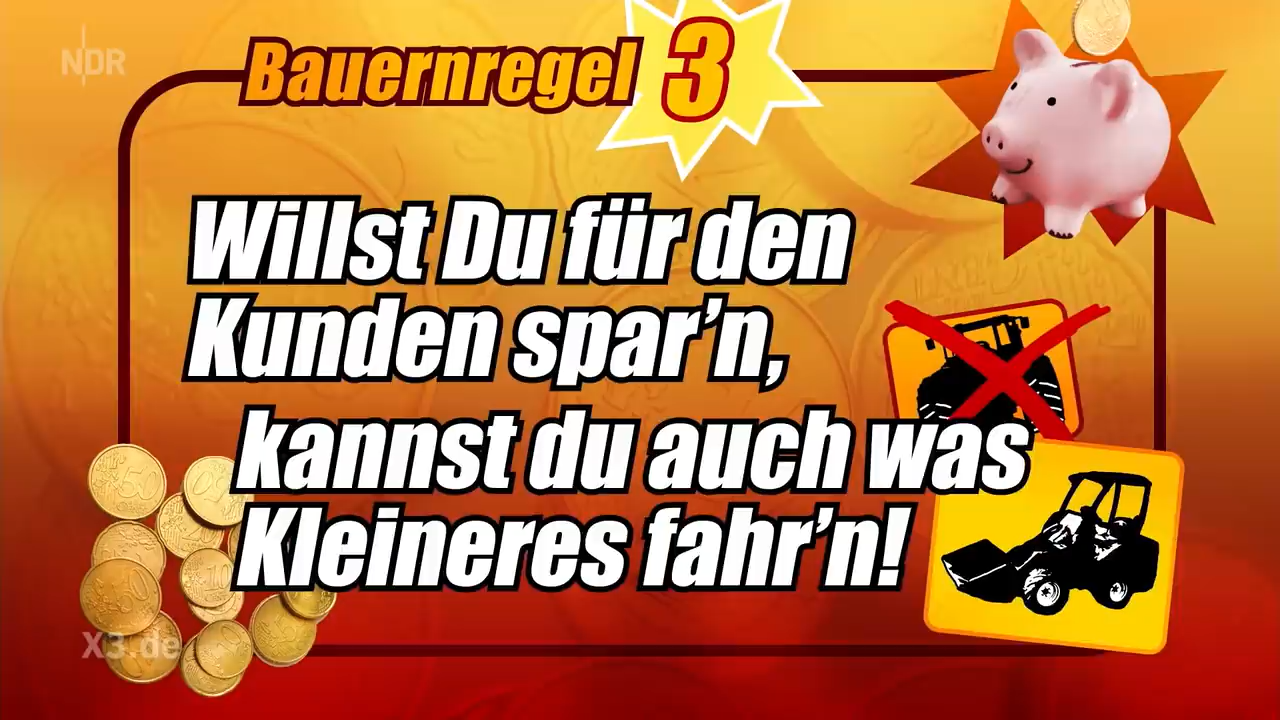 NDR
Bauernregel 3
Willst Du für den
Kunden spar’n,
kannst du auch was
Kleineres fahr’n!
X3.de